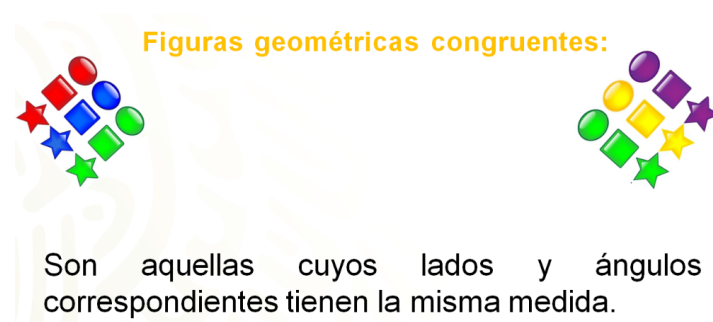 Figuras geométricas congruentes:
Son aquellas cuyos lados y ángulos
correspondientes tienen la misma medida.